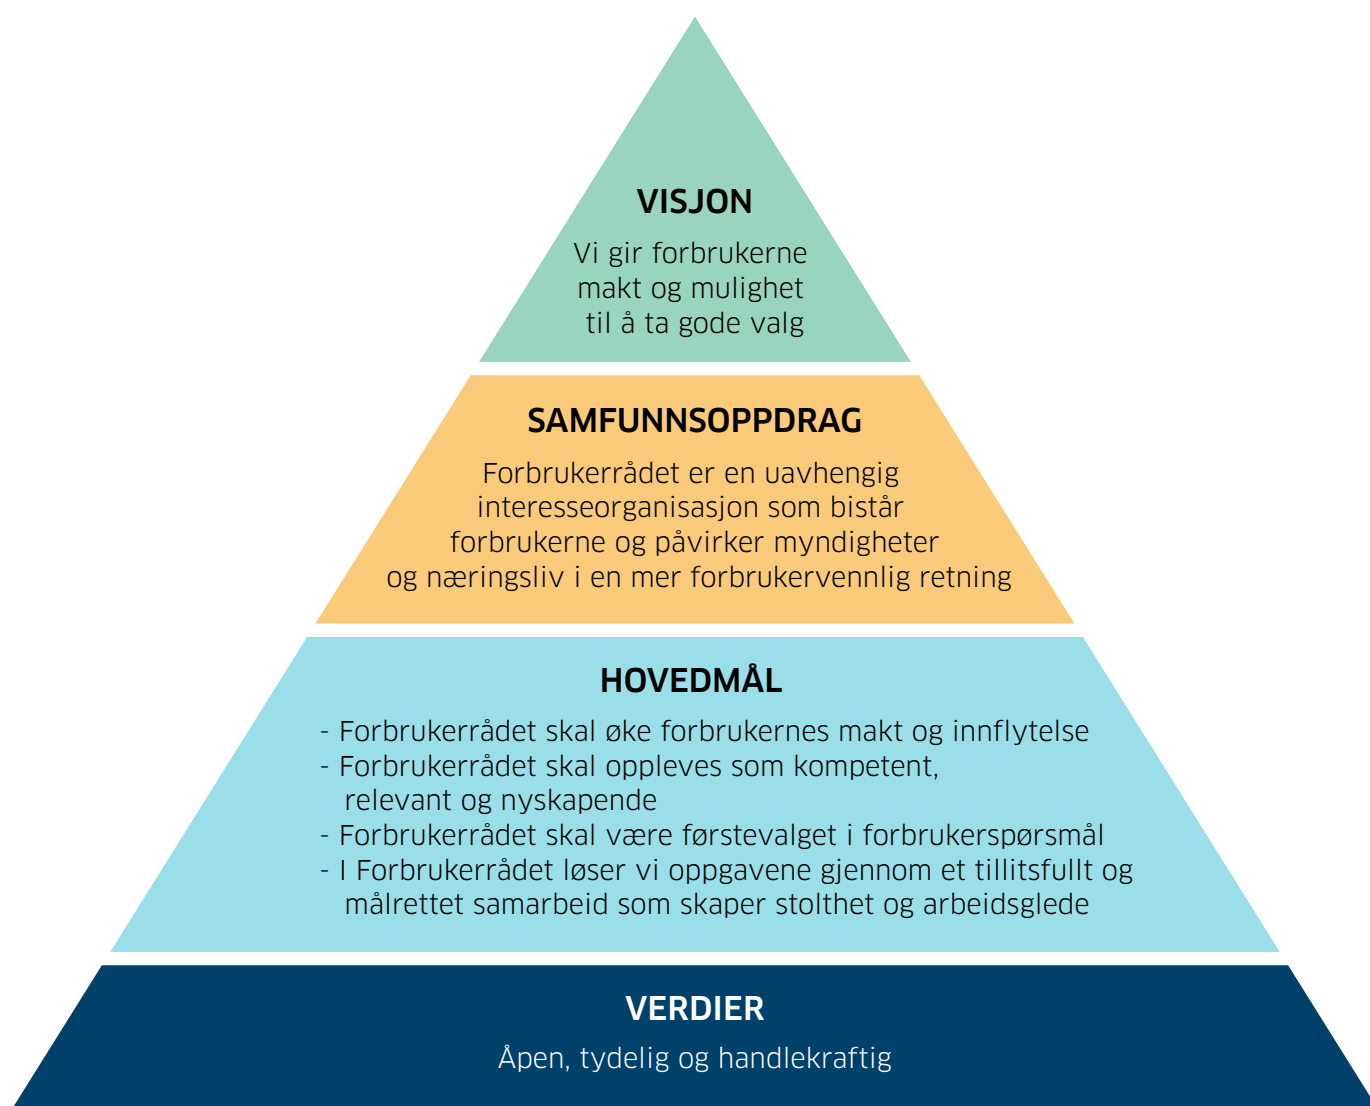 VISJON
Vi gir forbrukerne
makt og mulighet
til å ta gode valg
SAMFUNNSOPPDRAG
Forbrukerrådet er en uavhengig
interesseorganisasjon som bistår
forbrukerne og påvirker myndigheter
og næringsliv i en mer forbrukervennlig retning
HOVEDMÅL
- Forbrukerrådet skal øke forbrukernes makt og innflytelse
- Forbrukerrådet skal oppleves som kompetent,
relevant og nyskapende
- Forbrukerrådet skal være førstevalget i forbrukerspørsmål
- I Forbrukerrådet løser vi oppgavene gjennom et tillitsfullt og
målrettet samarbeid som skaper stolthet og arbeidsglede
VERDIER
Åpen, tydelig og handlekraftig